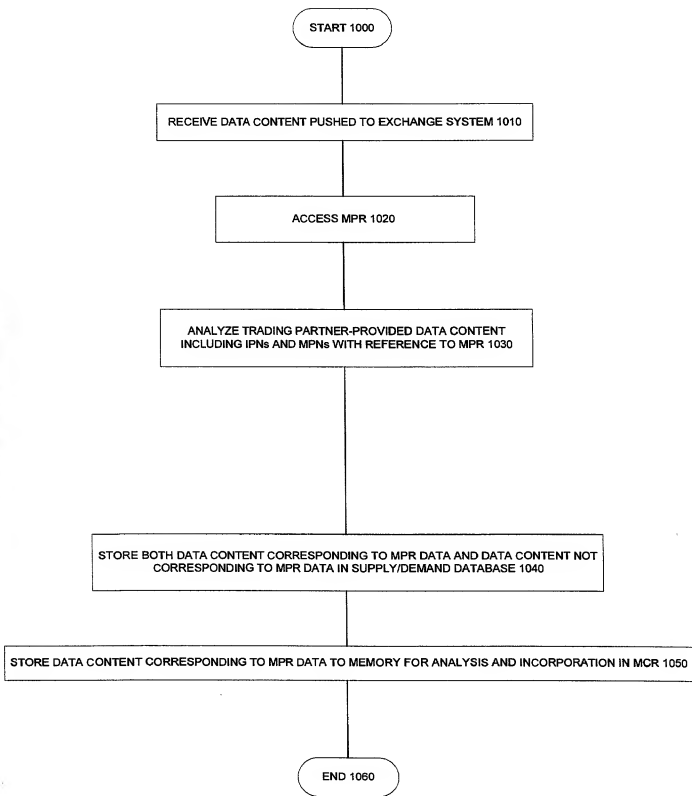 START 1000
RECEIVE DATA CONTENT PUSHED TO EXCHANGE SYSTEM 1010
ACCESS MPR 1020
ANALYZE TRADING PARTNER-PROVIDED DATA CONTENT
INCLUDING IPNs AND MPNs WITH REFERENCE TO MPR 1030
STORE BOTH DATA CONTENT CORRESPONDING TO MPR DATA AND DATA CONTENT NOT
CORRESPONDING TO MPR DATA IN SUPPLY/DEMAND DATABASE 1040
STORE DATA CONTENT CORRESPONDING TO MPR DATA TO MEMORY FOR ANALYSIS AND INCORPORATION IN MCR 1050
END 1060